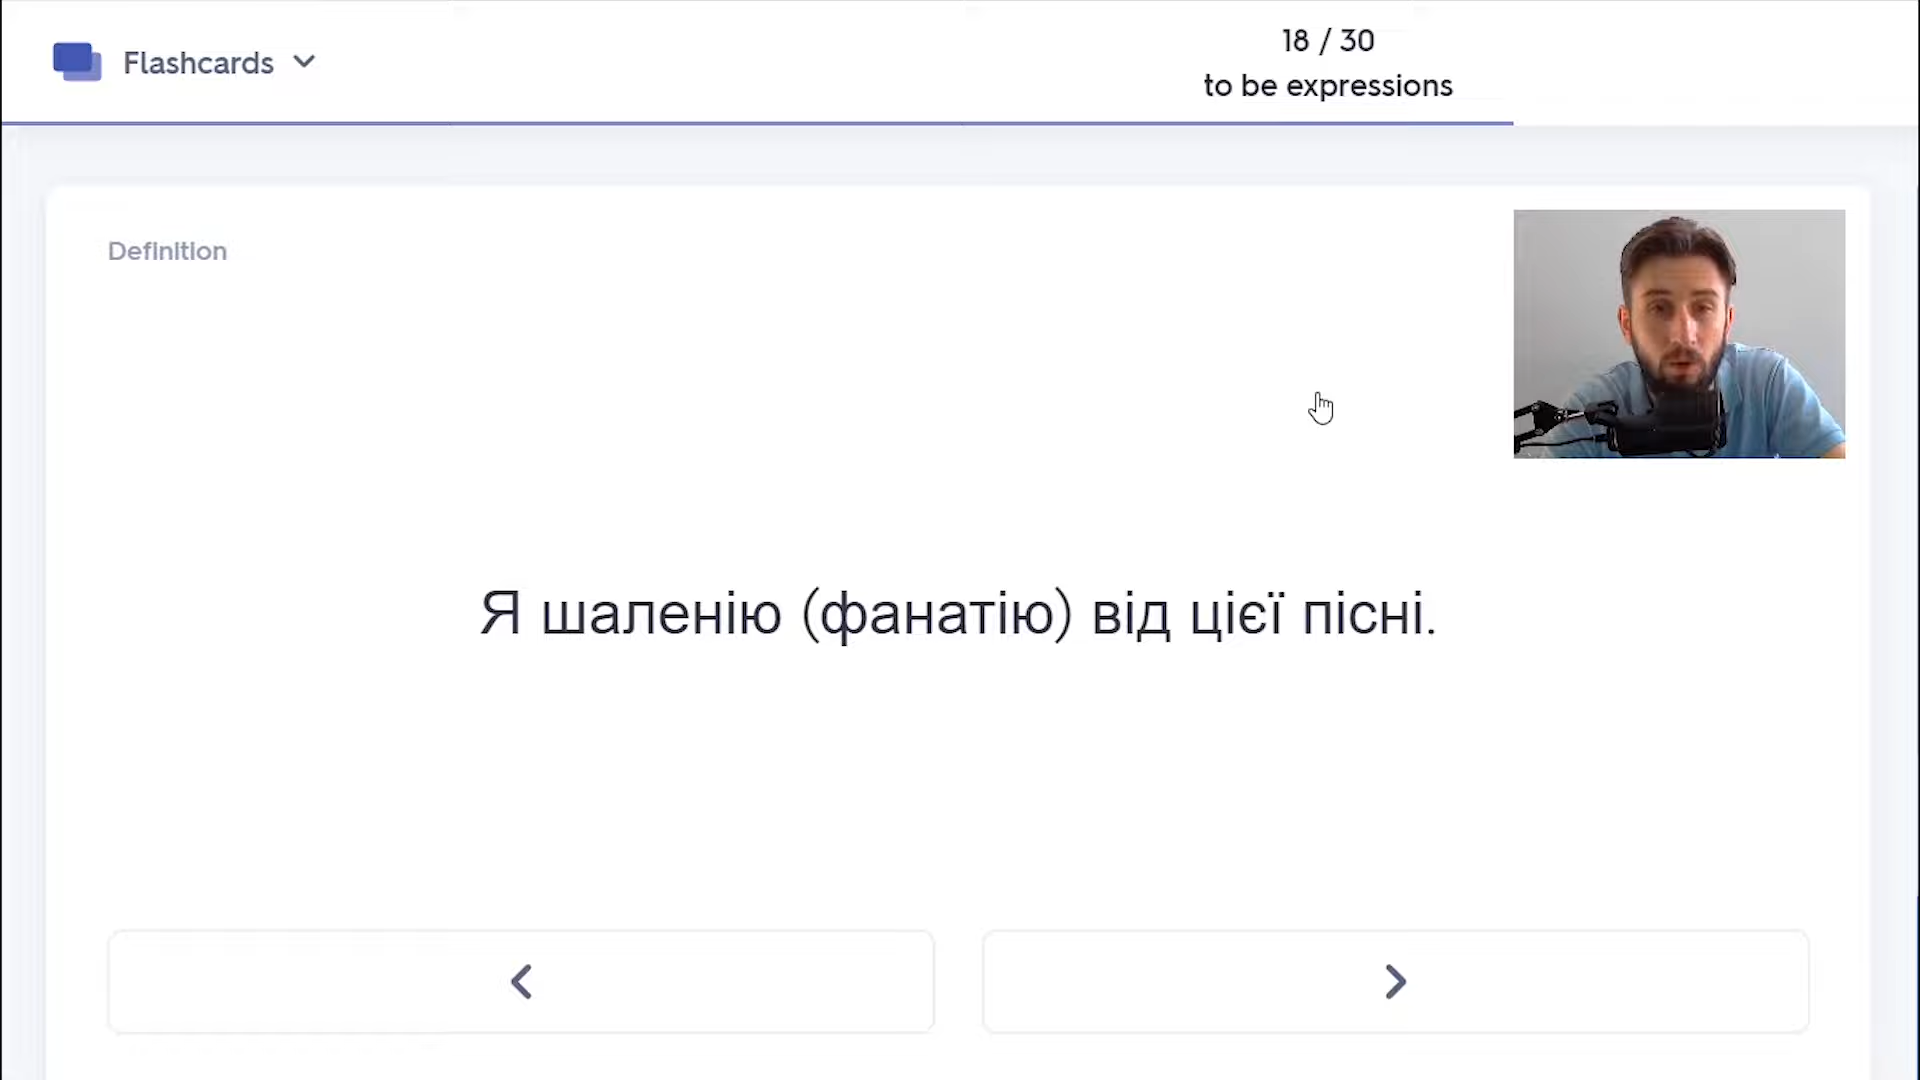 Flashcards
18 / 30
to be expressions
Definition
Я шаленію (фанатію) від цієї пісні.